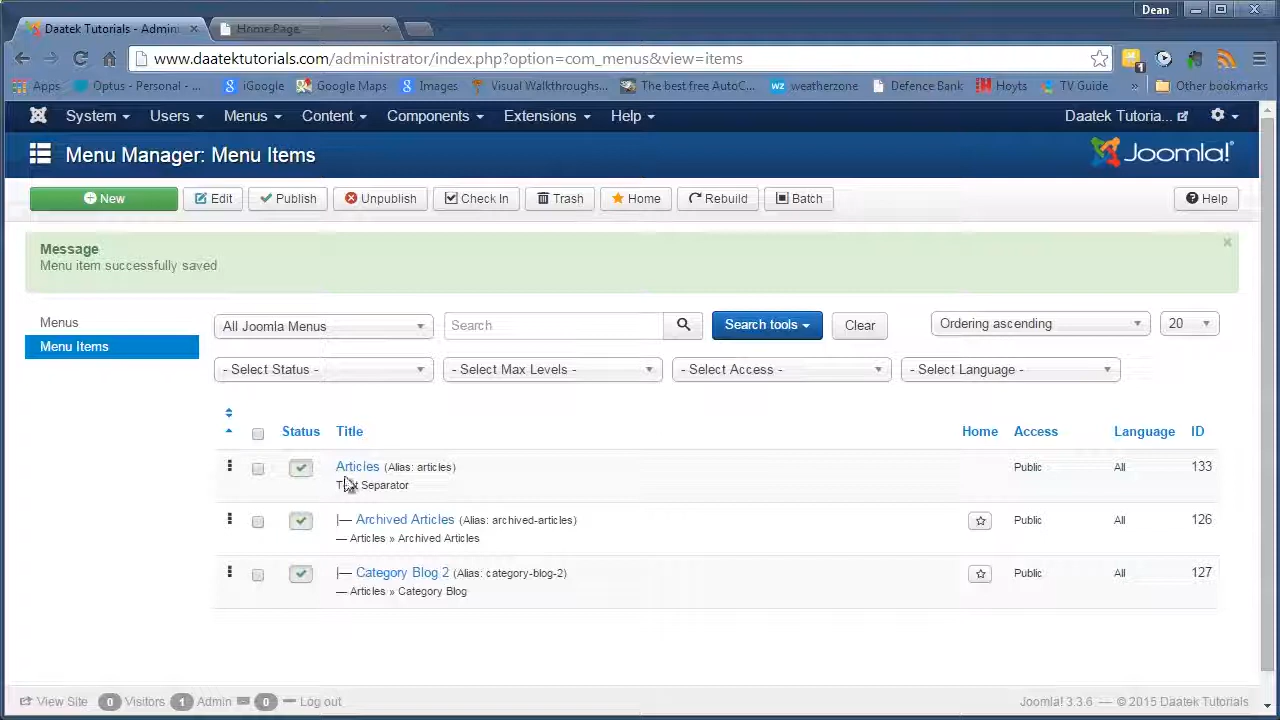 Dean
Daatek Tutorials - Admini
Home Page
www.daatektutorials.com/administrator/index.php?option=com_menus&view=items
1
Apps
Optus - Personal -...
iGoogle
Google Maps
Images
Visual Walkthroughs...
The best free AutoC...
weatherzone
Defence Bank
Hoyts
TV Guide
»
Other bookmarks
System
Users
Menus
Content
Components
Extensions
Help
Daatek Tutoria...
Menu Manager: Menu Items
Joomla!
New
Edit
Publish
Unpublish
Check In
Trash
Home
Rebuild
Batch
Help
Message
Menu item successfully saved
×
Menus
Menu Items
All Joomla Menus
Search
Search tools
Clear
Ordering ascending
20
- Select Status -
- Select Max Levels -
- Select Access -
- Select Language -
Status
Title
Home
Access
Language
ID
Articles (Alias: articles)
Text Separator
Public
All
133
|— Archived Articles (Alias: archived-articles)
— Articles » Archived Articles
Public
All
126
|— Category Blog 2 (Alias: category-blog-2)
— Articles » Category Blog
Public
All
127
View Site
0 Visitors
1 Admin
0
Log out
Joomla! 3.3.6 — © 2015 Daatek Tutorials